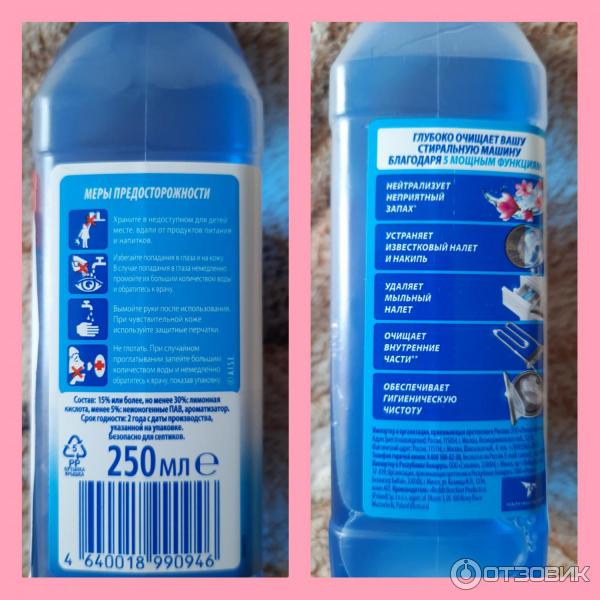 МЕРЫ ПРЕДОСТОРОЖНОСТИ
Храните в недоступном для детей
месте, вдали от продуктов питания
и напитков.
Избегайте попадания в глаза и на кожу.
В случае попадания в глаза немедленно
промойте их большим количеством воды
и обратитесь к врачу.
Вымойте руки после использования.
При чувствительной коже
используйте защитные перчатки.
Не глотать. При случайном
проглатывании запейте большим
количеством воды и немедленно
обратитесь к врачу, показав упаковку.
© A.I.S.E.
Состав: 15% или более, но менее 30%: лимонная
кислота, менее 5%: неионогенные ПАВ, ароматизатор.
Срок годности: 2 года с даты производства,
указанной на упаковке.
Безопасно для септиков.
5
PP
БУТЫЛКА
КРЫШКА
250 МЛ ℮
4 640018 990946
ГЛУБОКО ОЧИЩАЕТ ВАШУ
СТИРАЛЬНУЮ МАШИНУ
БЛАГОДАРЯ 5 МОЩНЫМ ФУНКЦИЯМ
НЕЙТРАЛИЗУЕТ
НЕПРИЯТНЫЙ
ЗАПАХ*
УСТРАНЯЕТ
ИЗВЕСТКОВЫЙ НАЛЕТ
И НАКИПЬ
УДАЛЯЕТ
МЫЛЬНЫЙ
НАЛЕТ
ОЧИЩАЕТ
ВНУТРЕННИЕ
ЧАСТИ**
ОБЕСПЕЧИВАЕТ
ГИГИЕНИЧЕСКУЮ
ЧИСТОТУ
ОТЗОВИК